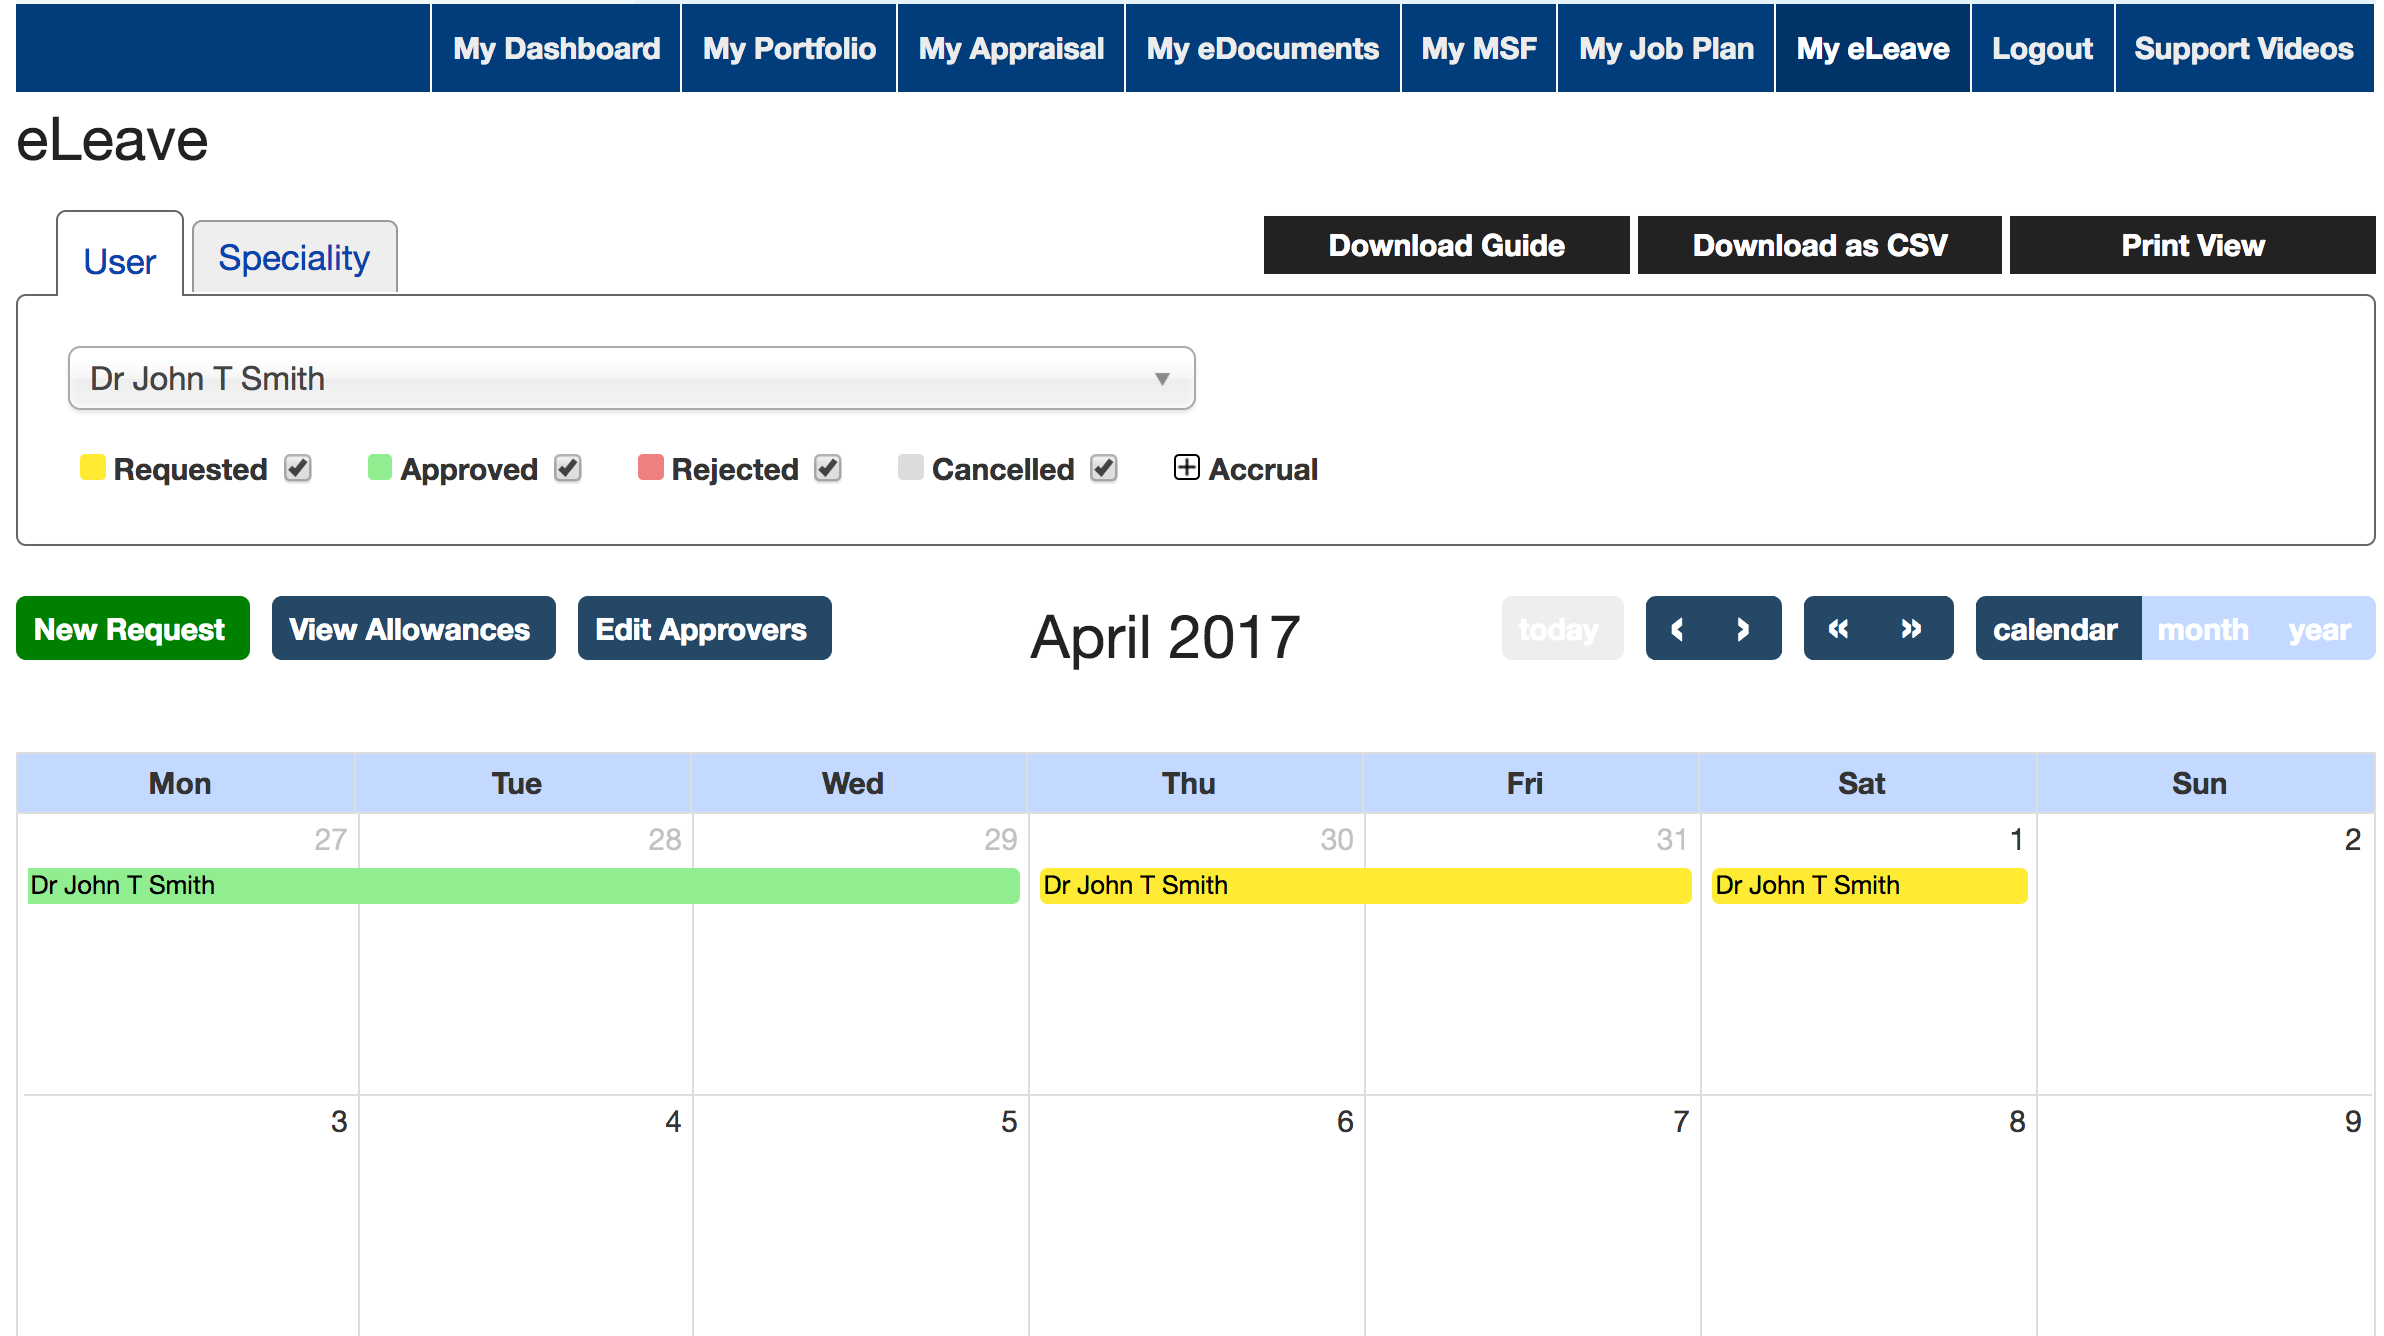 My Dashboard My Portfolio My Appraisal My eDocuments My MSF My Job Plan My eLeave Logout Support Videos
eLeave
User Speciality Download Guide Download as CSV Print View
Dr John T Smith
Requested Approved Rejected Cancelled Accrual
New Request View Allowances Edit Approvers April 2017 today ‹ › « » calendar month year
Mon Tue Wed Thu Fri Sat Sun
27 28 29 30 31 1 2
Dr John T Smith Dr John T Smith Dr John T Smith
3 4 5 6 7 8 9